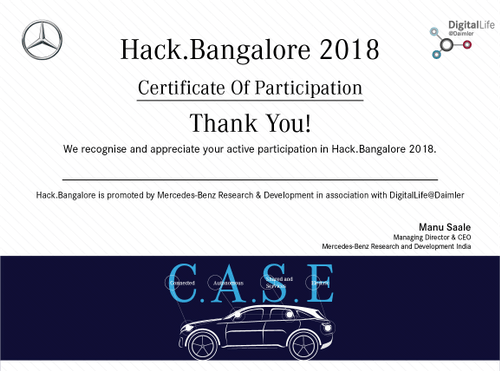 DigitalLife
@Daimler
Hack.Bangalore 2018
Certificate Of Participation
Thank You!
We recognise and appreciate your active participation in Hack.Bangalore 2018.
Hack.Bangalore is promoted by Mercedes-Benz Research & Development in association with DigitalLife@Daimler
Manu Saale
Managing Director & CEO
Mercedes-Benz Research and Development India
C.A.S.E
Connected
Autonomous
Shared and
Services
Electric